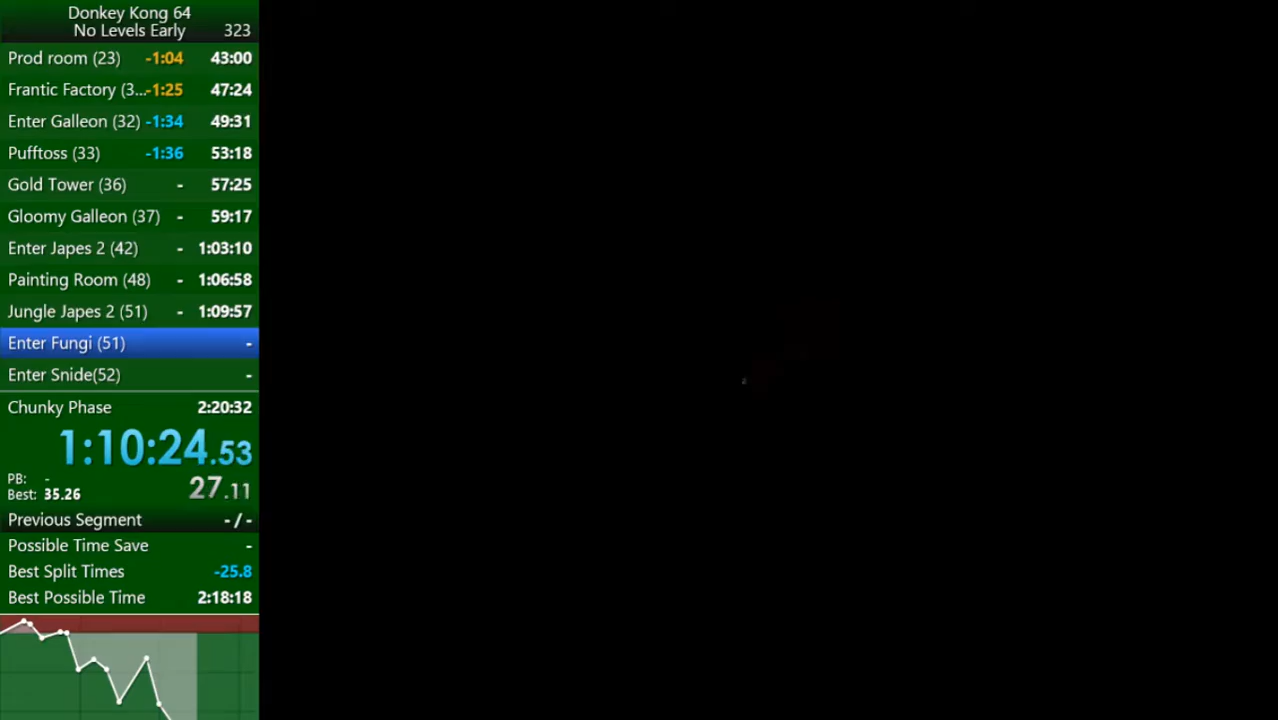 Donkey Kong 64
No Levels Early 323
Prod room (23) -1:04 43:00
Frantic Factory (3... -1:25 47:24
Enter Galleon (32) -1:34 49:31
Pufftoss (33) -1:36 53:18
Gold Tower (36) - 57:25
Gloomy Galleon (37) - 59:17
Enter Japes 2 (42) - 1:03:10
Painting Room (48) - 1:06:58
Jungle Japes 2 (51) - 1:09:57
Enter Fungi (51) -
Enter Snide(52) -
Chunky Phase 2:20:32
1:10:24.53
PB: -
Best: 35.26 27.11
Previous Segment - / -
Possible Time Save -
Best Split Times -25.8
Best Possible Time 2:18:18